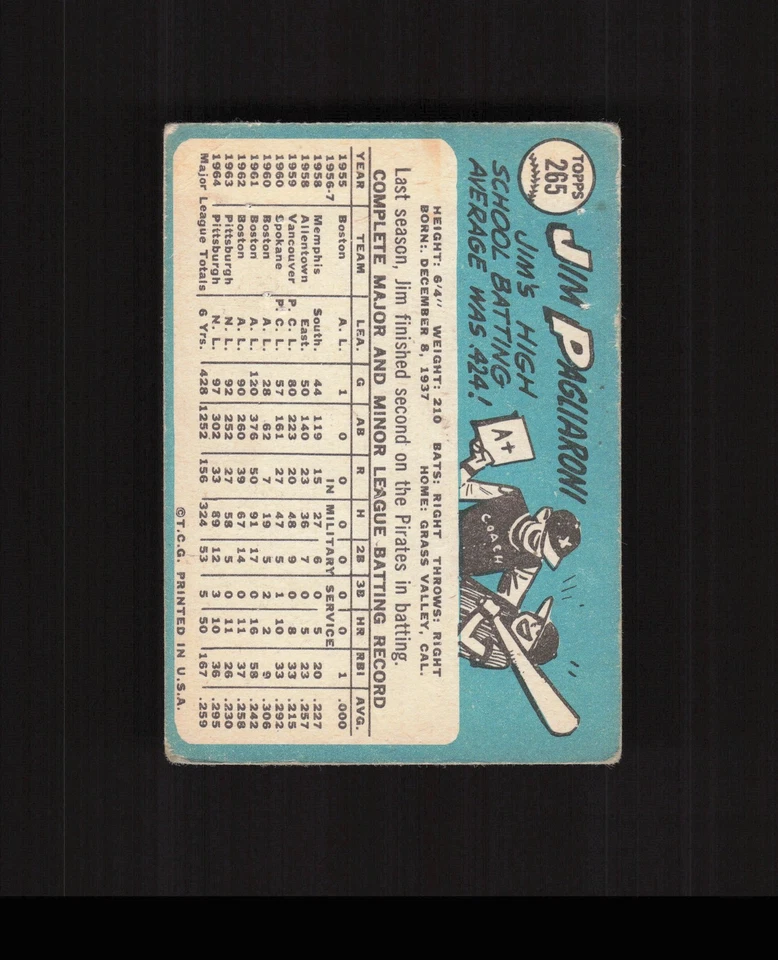 TOPPS
265
JIM PAGLIARONI
JIM'S HIGH
SCHOOL BATTING
AVERAGE WAS .424!
A+
COACH
HEIGHT: 6'4" WEIGHT: 210 BATS: RIGHT THROWS: RIGHT
BORN: DECEMBER 8, 1937 HOME: GRASS VALLEY, CAL.
Last season, Jim finished second on the Pirates in batting.
COMPLETE MAJOR AND MINOR LEAGUE BATTING RECORD
YEAR TEAM LEA. G AB R H 2B 3B HR RBI AVG.
1955 Boston A. L. 1 0 0 0 0 0 0 1 .000
1956-7 IN MILITARY SERVICE
1958 Memphis South. 44 119 15 27 6 0 5 20 .227
1958 Allentown East. 50 140 23 36 7 0 5 23 .257
1959 Vancouver P. C. L. 80 223 20 48 9 0 8 33 .215
1960 Spokane P. C. L. 57 161 27 47 5 1 10 33 .292
1960 Boston A. L. 28 62 7 19 5 2 2 9 .306
1961 Boston A. L. 120 376 50 91 17 0 16 58 .242
1962 Boston A. L. 90 260 39 67 14 0 11 37 .258
1963 Pittsburgh N. L. 92 252 27 58 5 0 11 26 .230
1964 Pittsburgh N. L. 97 302 33 89 12 3 10 36 .295
Major League Totals 6 Yrs. 428 1252 156 324 53 5 50 167 .259
©T.C.G. PRINTED IN U.S.A.